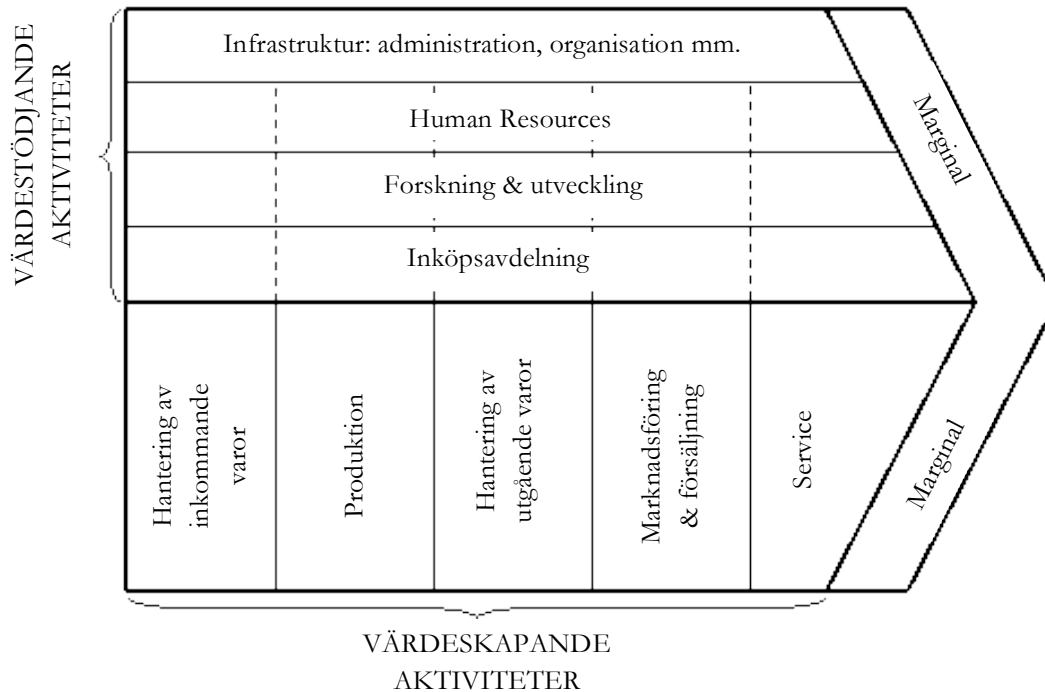 VÄRDESTÖDJANDE
AKTIVITETER
Infrastruktur: administration, organisation mm.
Human Resources
Forskning & utveckling
Inköpsavdelning
Marginal
Hantering av
inkommande
varor
Produktion
Hantering av
utgående varor
Marknadsföring
& försäljning
Service
Marginal
VÄRDESKAPANDE
AKTIVITETER